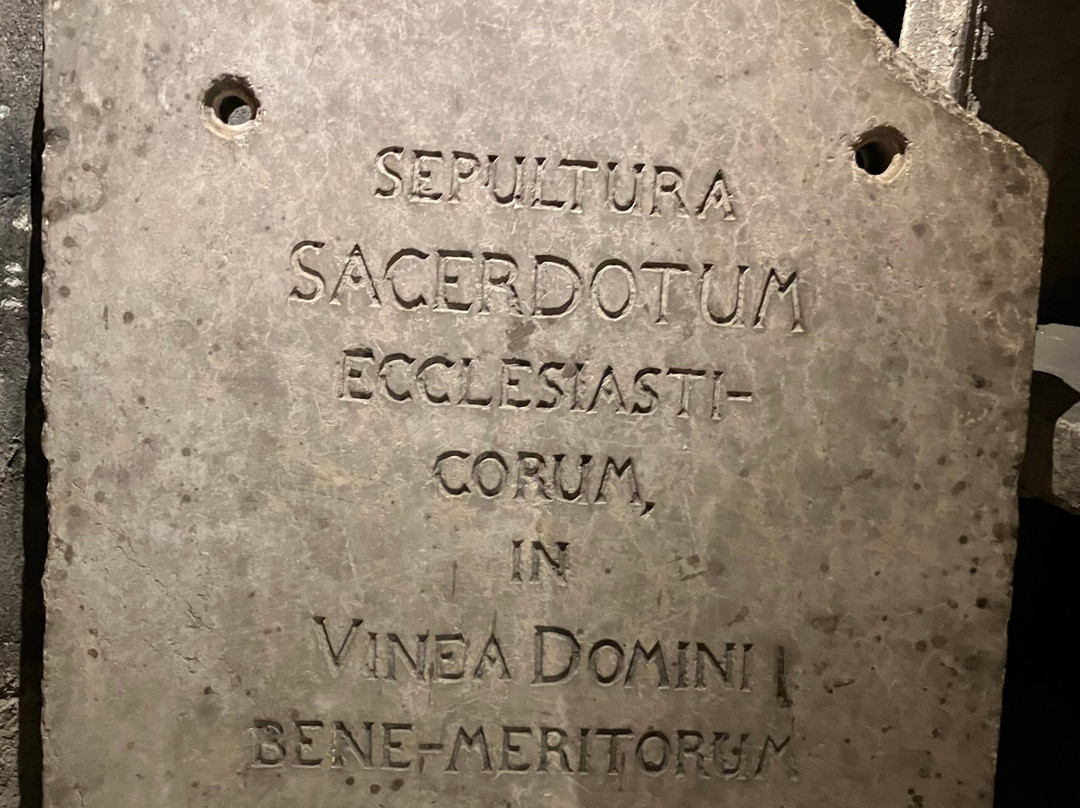 SEPULTURA
SACERDOTUM
ECCLESIASTI-
CORUM,
IN
VINEA DOMINI
BENE-MERITORUM